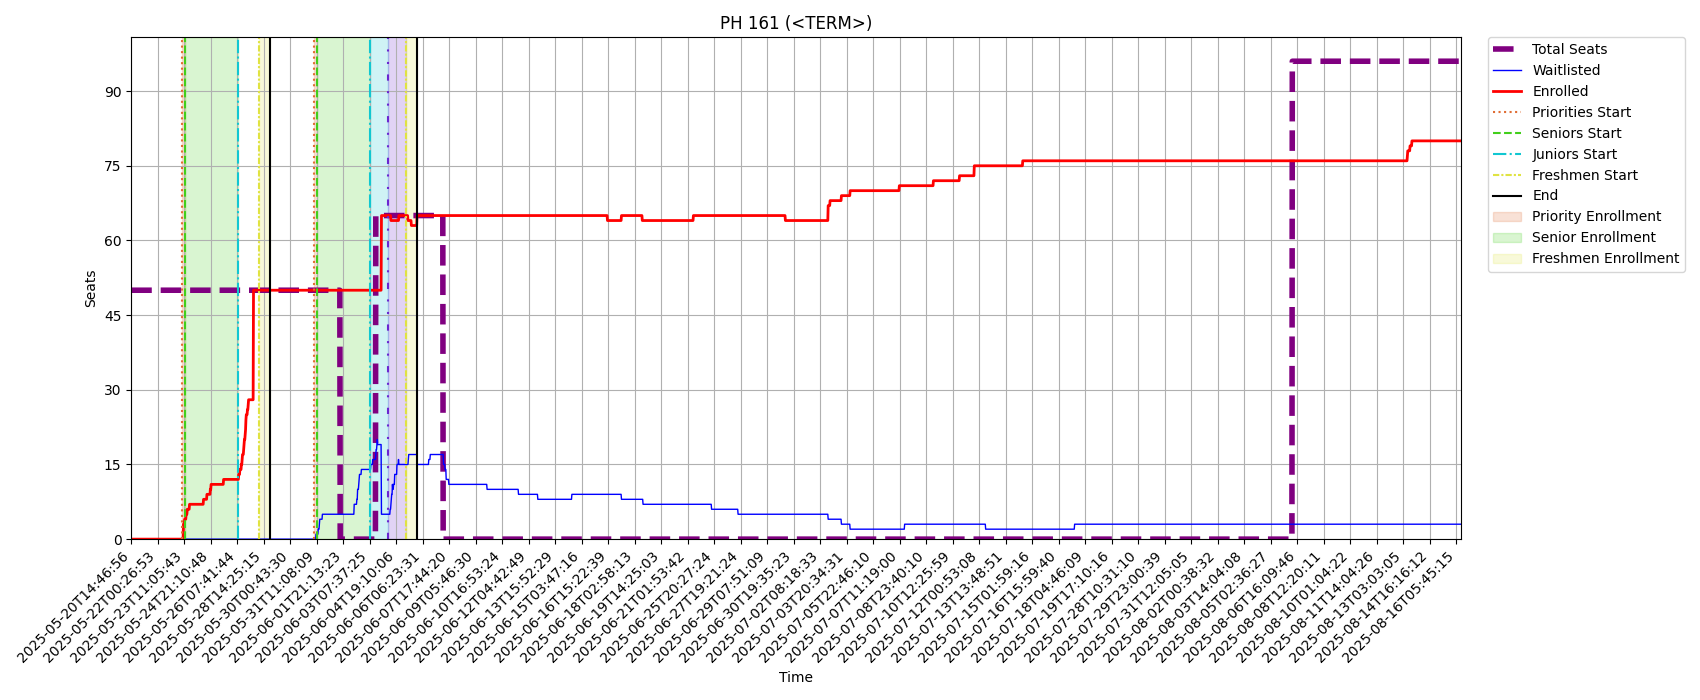 PH 161 (<TERM>)
Total Seats
Waitlisted
Enrolled
Priorities Start
Seniors Start
Juniors Start
Freshmen Start
End
Priority Enrollment
Senior Enrollment
Freshmen Enrollment
Seats
90
75
60
45
30
15
0
2025-05-20T14:46:56
2025-05-22T00:26:53
2025-05-23T11:05:43
2025-05-24T21:10:48
2025-05-26T07:41:44
2025-05-28T14:25:15
2025-05-30T00:43:30
2025-05-31T11:08:09
2025-06-01T21:13:23
2025-06-03T07:37:25
2025-06-04T19:10:06
2025-06-06T06:23:31
2025-06-07T17:44:20
2025-06-09T05:46:30
2025-06-10T16:53:24
2025-06-12T04:42:49
2025-06-13T15:52:29
2025-06-15T03:47:16
2025-06-16T15:22:39
2025-06-18T02:58:13
2025-06-19T14:25:03
2025-06-21T01:53:42
2025-06-25T20:27:24
2025-06-27T19:21:24
2025-06-29T07:51:09
2025-06-30T19:35:23
2025-07-02T08:18:33
2025-07-03T20:34:31
2025-07-05T22:46:10
2025-07-07T11:19:00
2025-07-08T23:40:10
2025-07-10T12:25:59
2025-07-12T00:53:08
2025-07-13T13:48:51
2025-07-15T01:59:16
2025-07-16T15:59:40
2025-07-18T04:46:09
2025-07-19T17:10:16
2025-07-28T10:31:10
2025-07-29T23:00:39
2025-07-31T12:05:05
2025-08-02T00:38:32
2025-08-03T14:04:08
2025-08-05T02:36:27
2025-08-06T16:09:46
2025-08-08T12:20:11
2025-08-10T01:04:22
2025-08-11T14:04:26
2025-08-13T03:03:05
2025-08-14T16:16:12
2025-08-16T05:45:15
Time